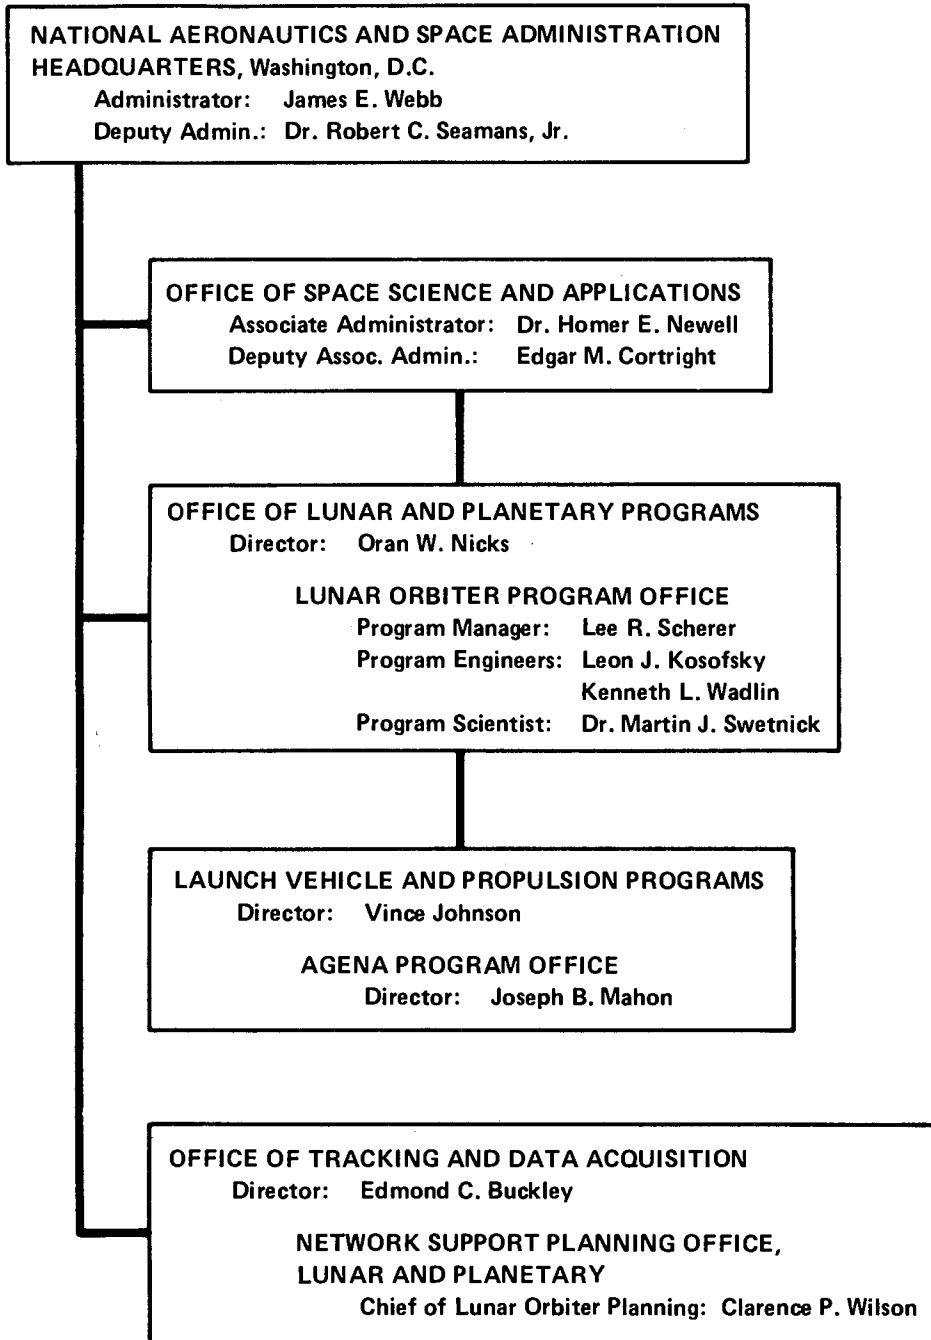 NATIONAL AERONAUTICS AND SPACE ADMINISTRATION
HEADQUARTERS, Washington, D.C.
Administrator: James E. Webb
Deputy Admin.: Dr. Robert C. Seamans, Jr.
OFFICE OF SPACE SCIENCE AND APPLICATIONS
Associate Administrator: Dr. Homer E. Newell
Deputy Assoc. Admin.: Edgar M. Cortright
OFFICE OF LUNAR AND PLANETARY PROGRAMS
Director: Oran W. Nicks
LUNAR ORBITER PROGRAM OFFICE
Program Manager: Lee R. Scherer
Program Engineers: Leon J. Kosofsky
Kenneth L. Wadlin
Program Scientist: Dr. Martin J. Swetnick
LAUNCH VEHICLE AND PROPULSION PROGRAMS
Director: Vince Johnson
AGENA PROGRAM OFFICE
Director: Joseph B. Mahon
OFFICE OF TRACKING AND DATA ACQUISITION
Director: Edmond C. Buckley
NETWORK SUPPORT PLANNING OFFICE,
LUNAR AND PLANETARY
Chief of Lunar Orbiter Planning: Clarence P. Wilson